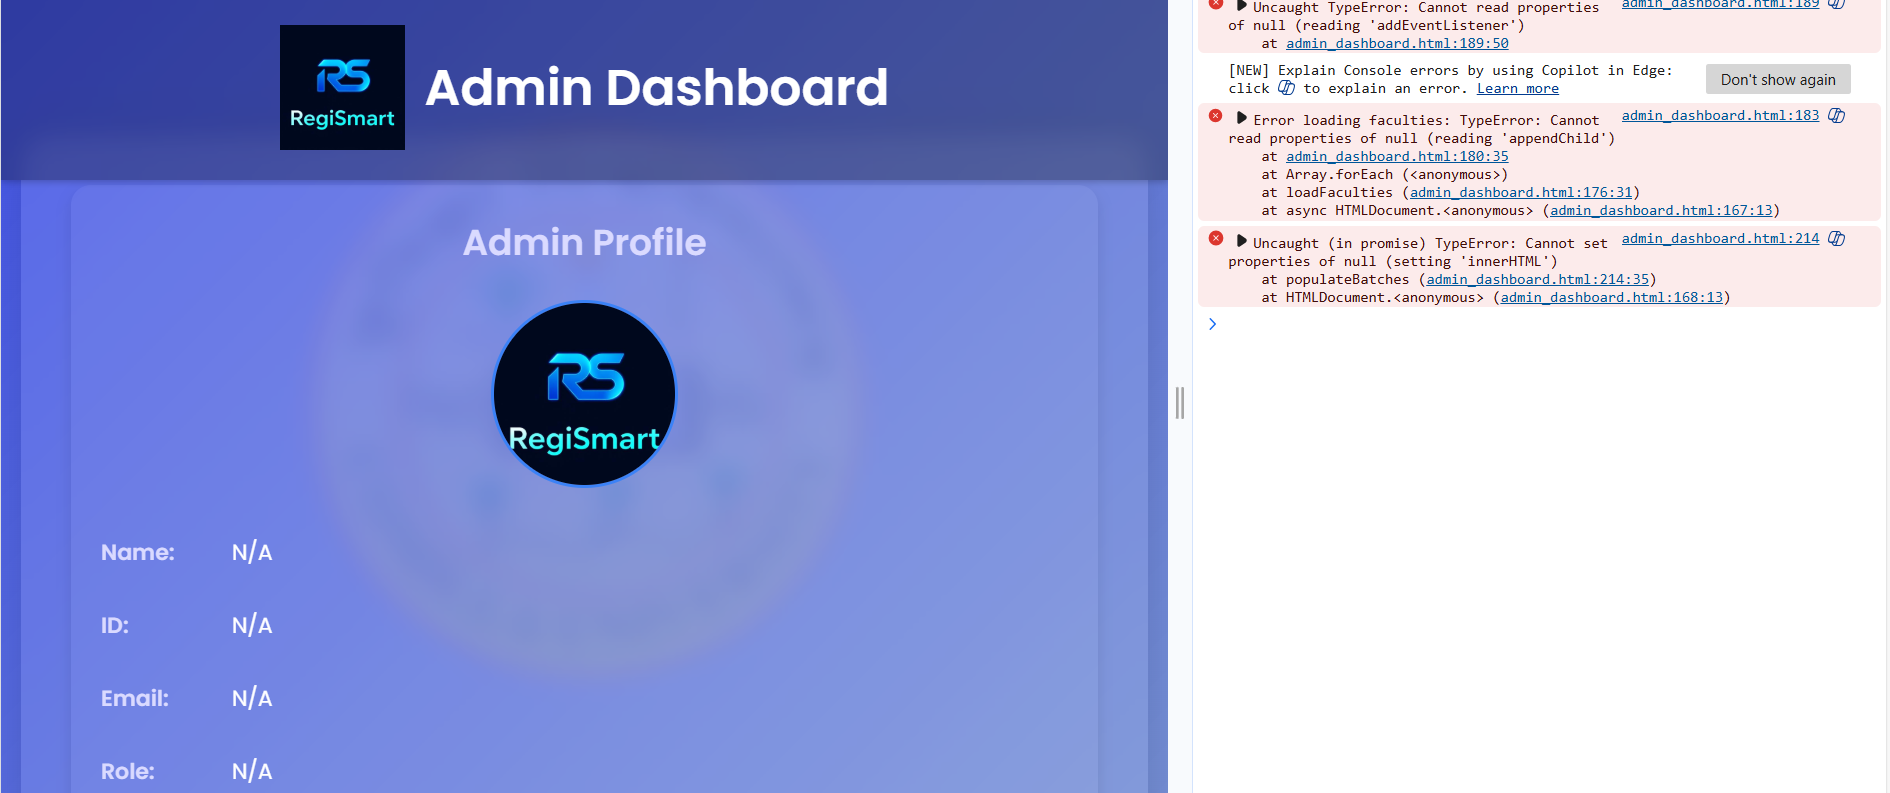 RS
RegiSmart
Admin Dashboard
Admin Profile
RS
RegiSmart
Name: N/A
ID: N/A
Email: N/A
Role: N/A
Uncaught TypeError: Cannot read properties admin_dashboard.html:189
of null (reading 'addEventListener')
at admin_dashboard.html:189:50
[NEW] Explain Console errors by using Copilot in Edge:
click to explain an error. Learn more
Don't show again
Error loading faculties: TypeError: Cannot admin_dashboard.html:183
read properties of null (reading 'appendChild')
at admin_dashboard.html:180:35
at Array.forEach (<anonymous>)
at loadFaculties (admin_dashboard.html:176:31)
at async HTMLDocument.<anonymous> (admin_dashboard.html:167:13)
Uncaught (in promise) TypeError: Cannot set admin_dashboard.html:214
properties of null (setting 'innerHTML')
at populateBatches (admin_dashboard.html:214:35)
at HTMLDocument.<anonymous> (admin_dashboard.html:168:13)